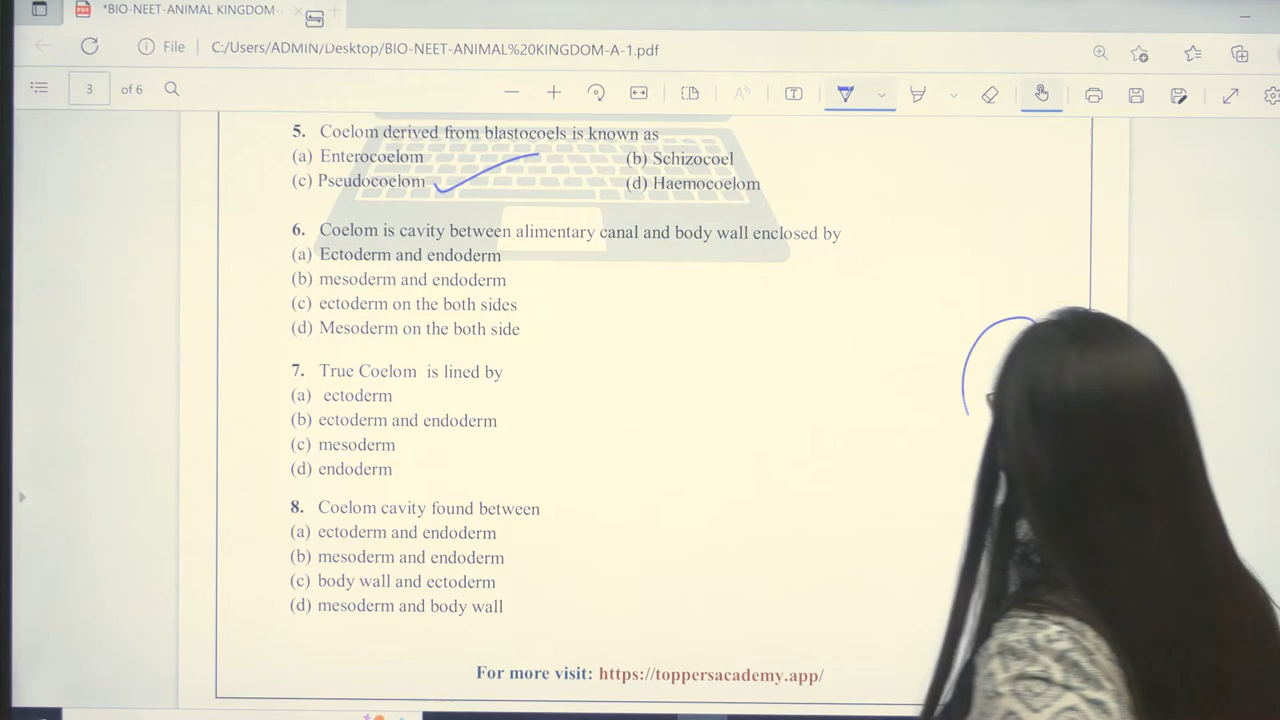 *BIO-NEET-ANIMAL KINGDOM-
File C:/Users/ADMIN/Desktop/BIO-NEET-ANIMAL%20KINGDOM-A-1.pdf
3 of 6
5. Coelom derived from blastocoels is known as
(a) Enterocoelom (b) Schizocoel
(c) Pseudocoelom (d) Haemocoelom
6. Coelom is cavity between alimentary canal and body wall enclosed by
(a) Ectoderm and endoderm
(b) mesoderm and endoderm
(c) ectoderm on the both sides
(d) Mesoderm on the both side
7. True Coelom is lined by
(a) ectoderm
(b) ectoderm and endoderm
(c) mesoderm
(d) endoderm
8. Coelom cavity found between
(a) ectoderm and endoderm
(b) mesoderm and endoderm
(c) body wall and ectoderm
(d) mesoderm and body wall
For more visit: https://toppersacademy.app/